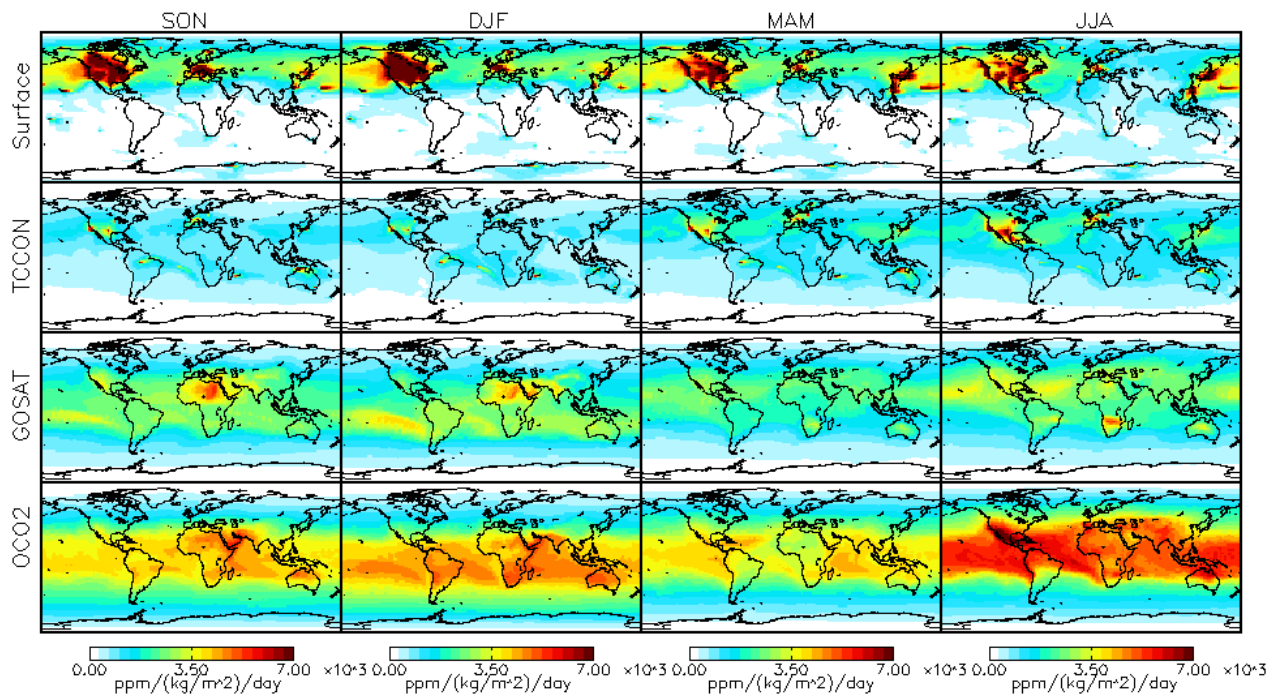 SON DJF MAM JJA
Surface
TCCON
GOSAT
OCO2
0.00 3.50 7.00 ×10^3 0.00 3.50 7.00 ×10^3 0.00 3.50 7.00 ×10^3 0.00 3.50 7.00 ×10^3
ppm/(kg/m^2)/day ppm/(kg/m^2)/day ppm/(kg/m^2)/day ppm/(kg/m^2)/day